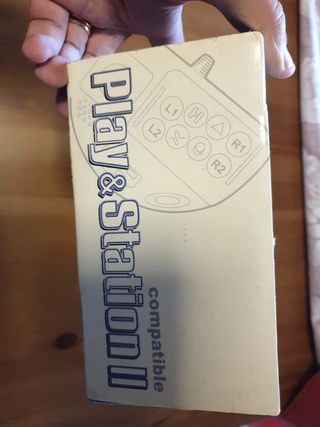 Play&Station II
compatible
L1
R1
L2
R2